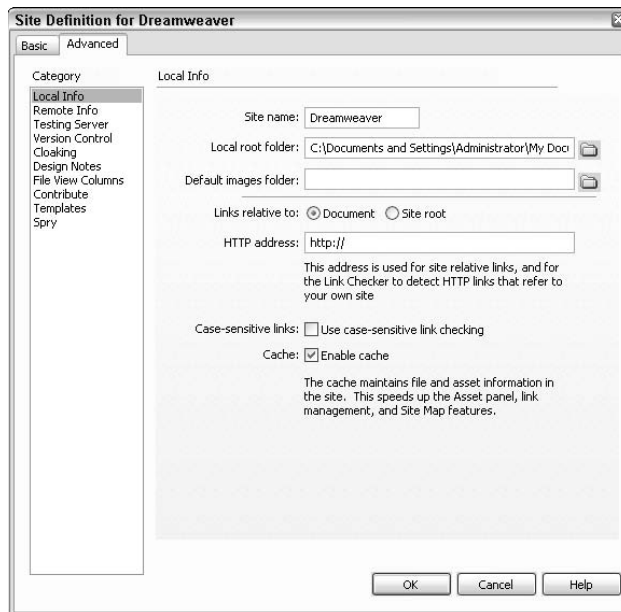 Site Definition for Dreamweaver
Basic
Advanced
Category
Local Info
Remote Info
Testing Server
Version Control
Cloaking
Design Notes
File View Columns
Contribute
Templates
Spry
Local Info
Site name: Dreamweaver
Local root folder: C:\Documents and Settings\Administrator\My Docu
Default images folder:
Links relative to: Document Site root
HTTP address: http://
This address is used for site relative links, and for
the Link Checker to detect HTTP links that refer to
your own site
Case-sensitive links: Use case-sensitive link checking
Cache: Enable cache
The cache maintains file and asset information in
the site. This speeds up the Asset panel, link
management, and Site Map features.
OK
Cancel
Help